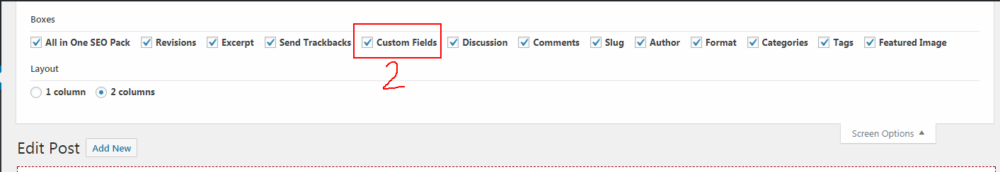 Boxes
All in One SEO Pack Revisions Excerpt Send Trackbacks Custom Fields Discussion Comments Slug Author Format Categories Tags Featured Image
2
Layout
1 column 2 columns
Screen Options
Edit Post Add New